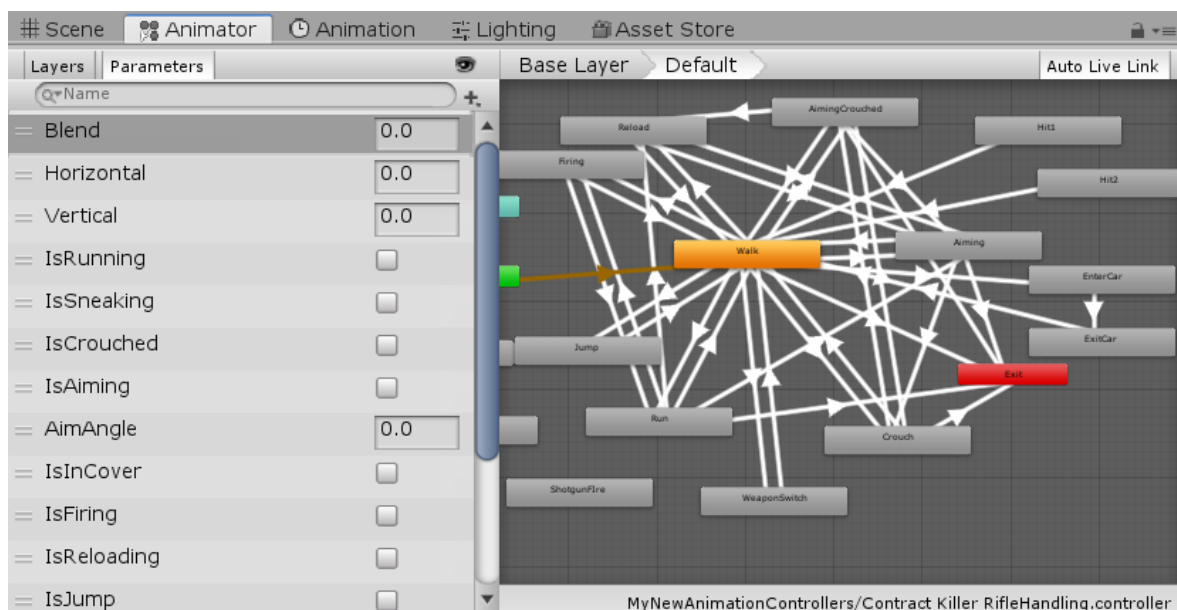 Scene Animator Animation Lighting Asset Store
Layers Parameters
Base Layer Default Auto Live Link
Name
Blend 0.0
Horizontal 0.0
Vertical 0.0
IsRunning
IsSneaking
IsCrouched
IsAiming
AimAngle 0.0
IsInCover
IsFiring
IsReloading
IsJump
AimingCrouched
Reload
Hit1
Firing
Hit2
Walk
Aiming
EnterCar
Jump
ExitCar
Exit
Run
Crouch
ShotgunFIre
WeaponSwitch
MyNewAnimationControllers/Contract Killer RifleHandling.controller